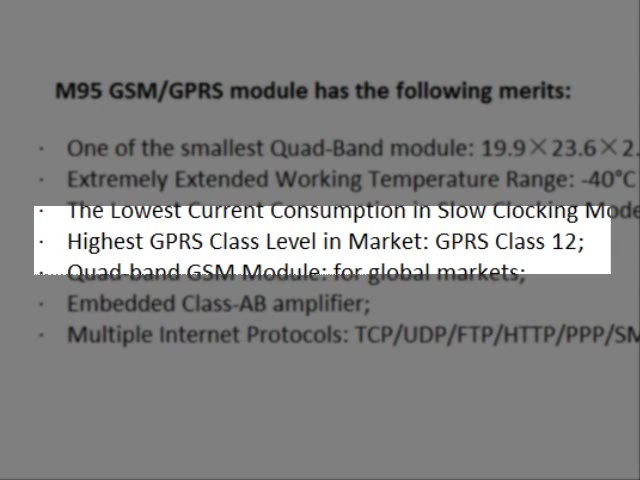 M95 GSM/GPRS module has the following merits:
· One of the smallest Quad-Band module: 19.9×23.6×2.
· Extremely Extended Working Temperature Range: -40°C
· The Lowest Current Consumption in Slow Clocking Mode
· Highest GPRS Class Level in Market: GPRS Class 12;
· Quad-band GSM Module: for global markets;
· Embedded Class-AB amplifier;
· Multiple Internet Protocols: TCP/UDP/FTP/HTTP/PPP/SM